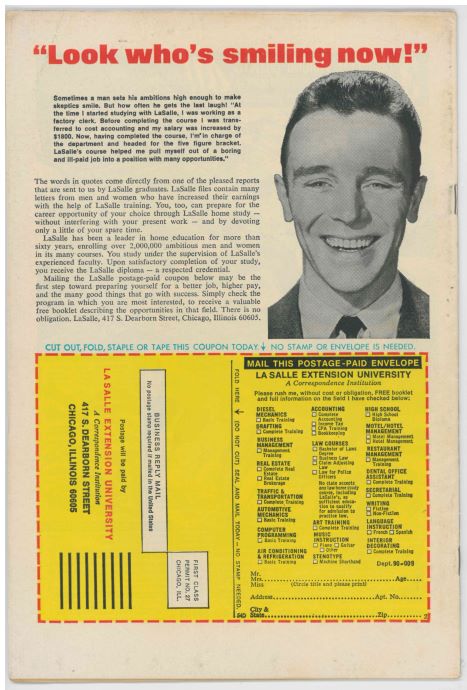 “Look who's smiling now!”
Sometimes a man sets his ambitions high enough to make
skeptics smile. But how often he gets the last laugh! "At
the time I started studying with LaSalle, I was working as a
factory clerk. Before completing the course I was trans-
ferred to cost accounting and my salary was increased by
$1800. Now, having completed the course, I'm in charge of
the department and headed for the five figure bracket.
LaSalle's course helped me pull myself out of a boring
and ill-paid job into a position with many opportunities."
The words in quotes come directly from one of the pleased reports
that are sent to us by LaSalle graduates. LaSalle files contain many
letters from men and women who have increased their earnings
with the help of LaSalle training. You, too, can prepare for the
career opportunity of your choice through LaSalle home study —
without interfering with your present work — and by devoting
only a little of your spare time.
LaSalle has been a leader in home education for more than
sixty years, enrolling over 2,000,000 ambitious men and women
in its many courses. You study under the supervision of LaSalle's
experienced faculty. Upon satisfactory completion of your study,
you receive the LaSalle diploma — a respected credential.
Mailing the LaSalle postage-paid coupon below may be the
first step toward preparing yourself for a better job, higher pay,
and the many good things that go with success. Simply check the
program in which you are most interested, to receive a valuable
free booklet describing the opportunities in that field. There is no
obligation. LaSalle, 417 S. Dearborn Street, Chicago, Illinois 60605.
CUT OUT, FOLD, STAPLE OR TAPE THIS COUPON TODAY. NO STAMP OR ENVELOPE IS NEEDED.
FIRST CLASS
PERMIT NO. 27
CHICAGO, ILL.
BUSINESS REPLY MAIL
No postage stamp required if mailed in the United States
Postage will be paid by
LASALLE EXTENSION UNIVERSITY
A Correspondence Institution
417 S. DEARBORN STREET
CHICAGO, ILLINOIS 60605
FOLD HERE (DO NOT CUT) SEAL AND MAIL TODAY—NO STAMP NEEDED.
MAIL THIS POSTAGE-PAID ENVELOPE
LA SALLE EXTENSION UNIVERSITY
A Correspondence Institution
Please rush me, without cost or obligation, FREE booklet
and full information on the field I have checked below:
DIESEL
MECHANICS
Basic Training
DRAFTING
Complete Training
BUSINESS
MANAGEMENT
Management
Training
REAL ESTATE
Complete Real
Estate
Real Estate
Brokerage
TRAFFIC &
TRANSPORTATION
Complete Training
AUTOMOTIVE
MECHANICS
Basic Training
COMPUTER
PROGRAMMING
Basic Training
AIR CONDITIONING
& REFRIGERATION
Basic Training
ACCOUNTING
Complete
Accounting
Income Tax
CPA Training
Bookkeeping
LAW COURSES
Bachelor of Laws
Degree
Business Law
Claim Adjusting
Law
Law for Police
Officers
No state accepts
any law home study
course, including
LaSalle's, as
sufficient educa-
tion to qualify
for admission to
practice law.
ART TRAINING
Complete Training
MUSIC
INSTRUCTION
Piano Guitar
Other
STENOTYPE
Machine Shorthand
HIGH SCHOOL
High School
Diploma
MOTEL/HOTEL
MANAGEMENT
Motel Management
Hotel Management
RESTAURANT
MANAGEMENT
Management
Training
DENTAL OFFICE
ASSISTANT
Complete Training
SECRETARIAL
Complete Training
WRITING
Fiction
Non-Fiction
LANGUAGE
INSTRUCTION
French Spanish
INTERIOR
DECORATING
Complete Training
Dept. 90-009
Mr.
Mrs. Age
Miss (Circle title and please print)
Address Apt. No.
City &
State Zip